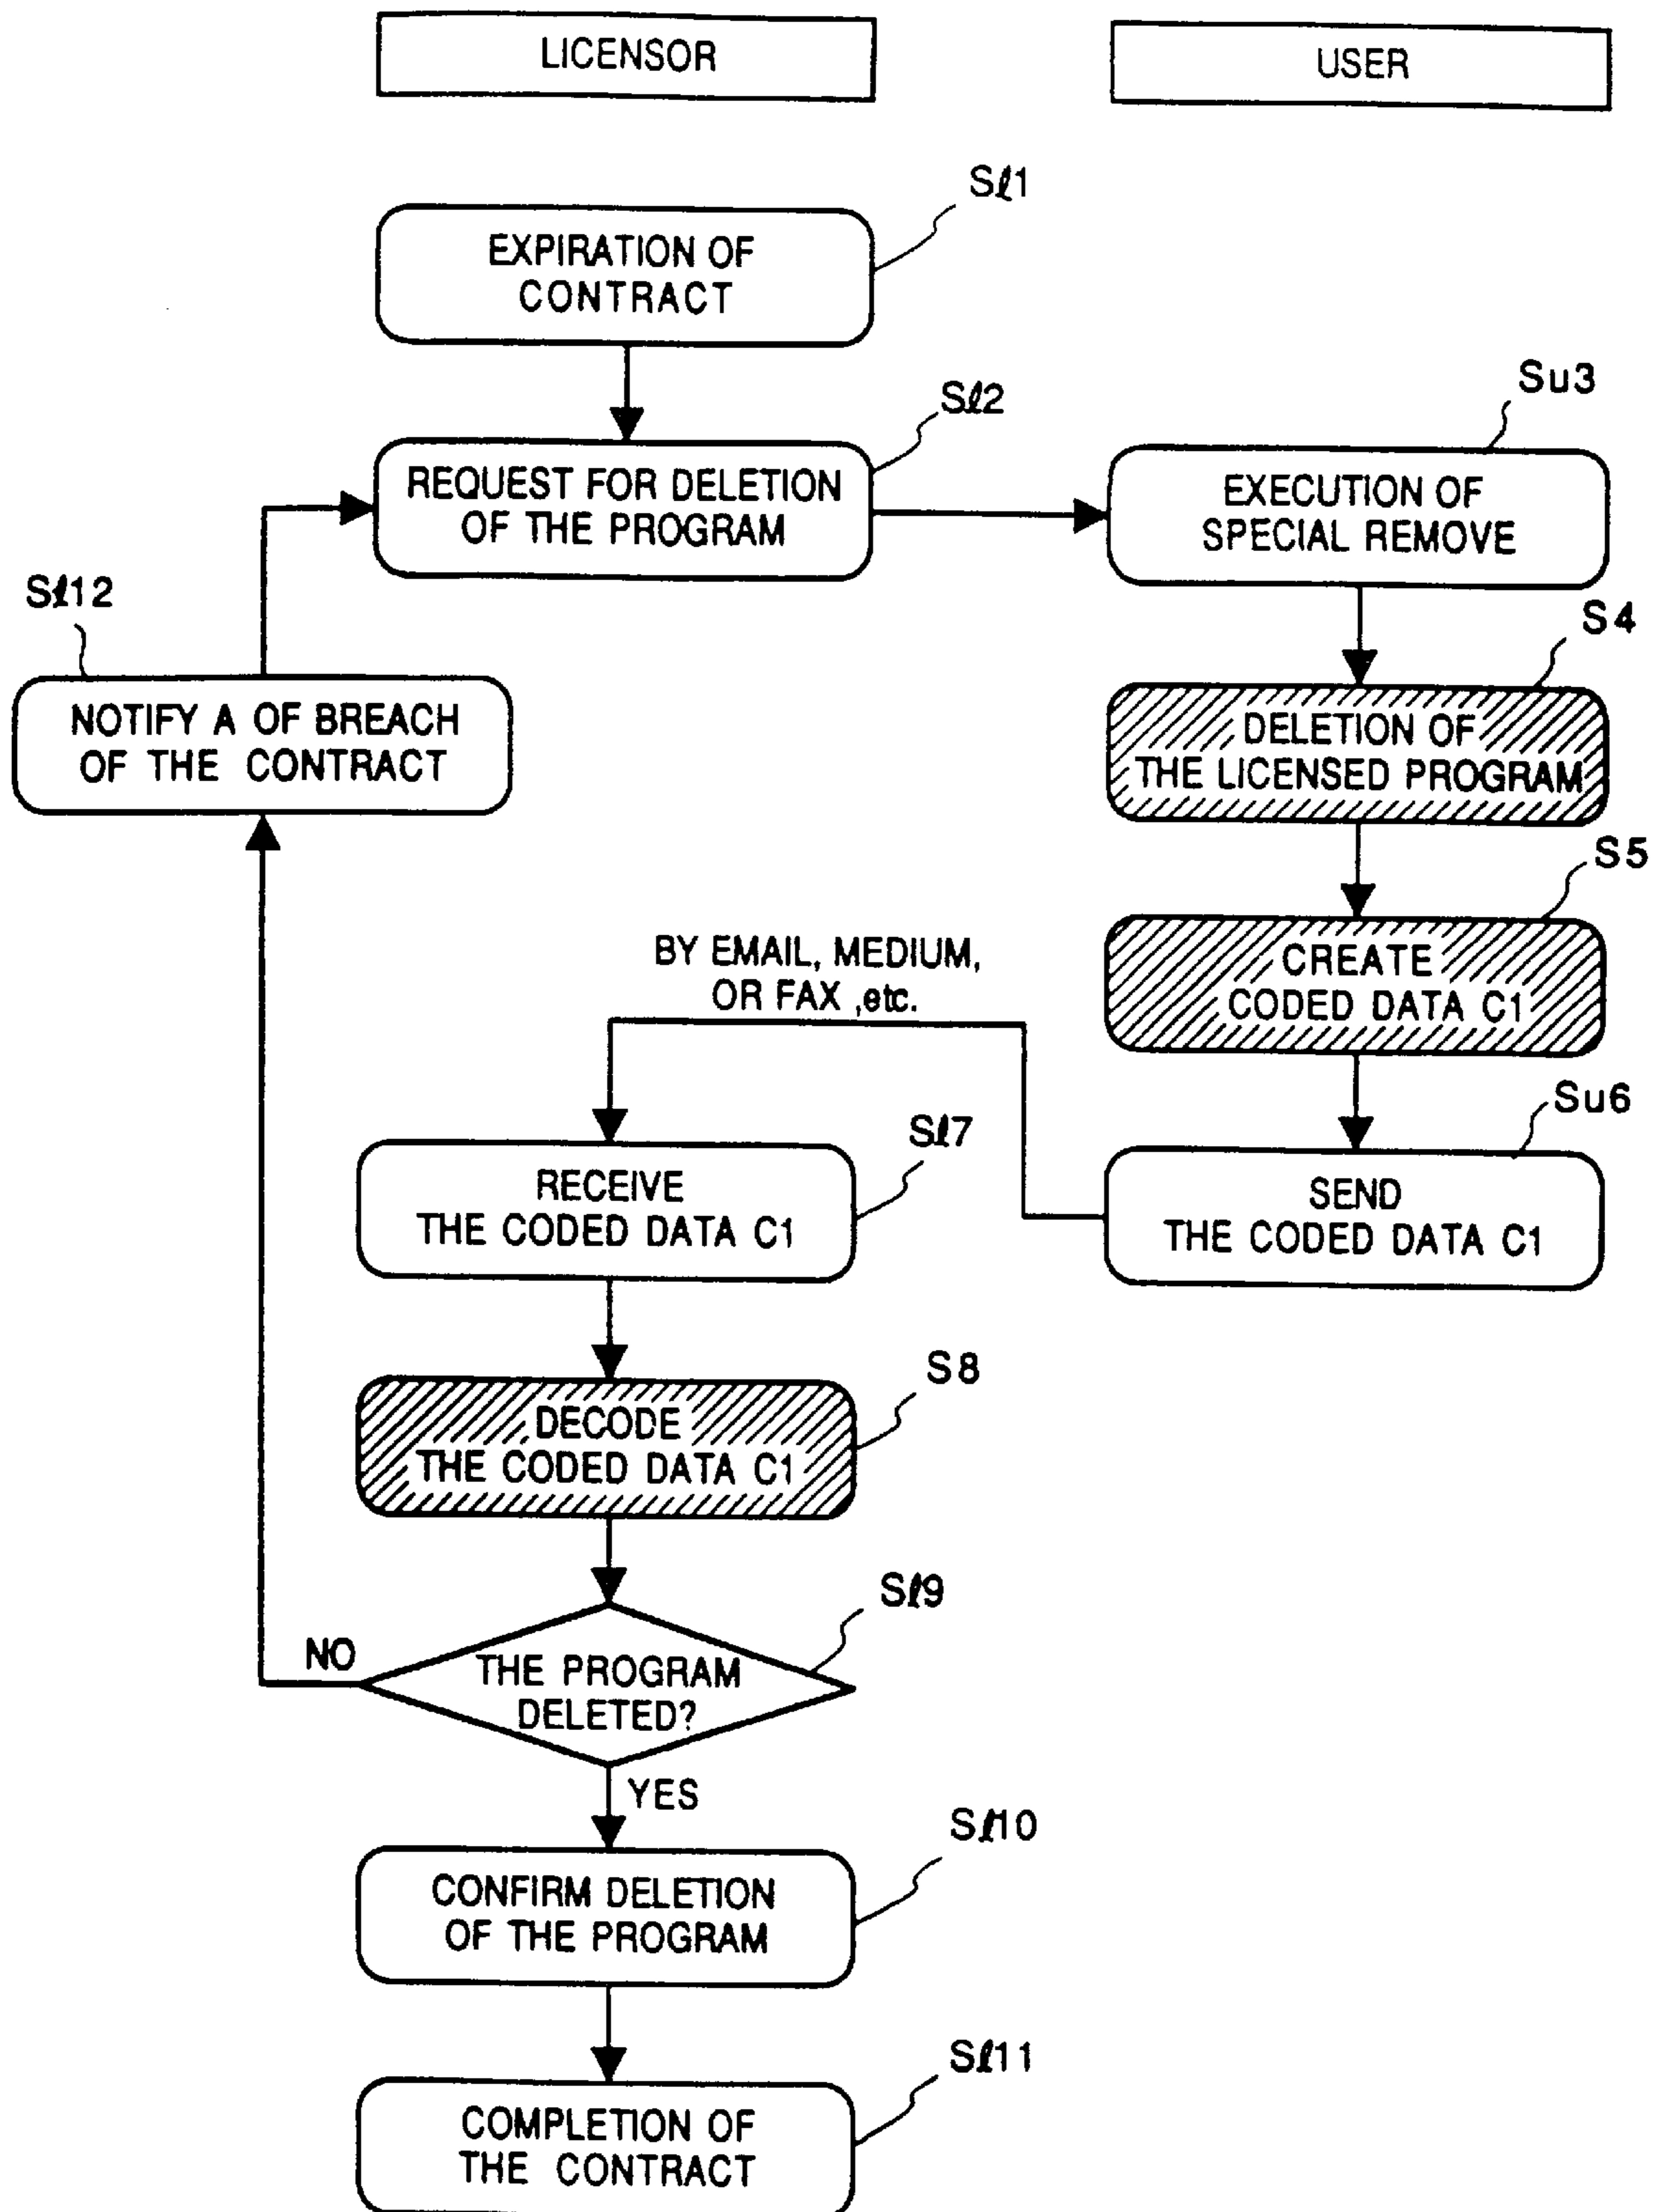 LICENSOR
USER
Sℓ1
EXPIRATION OF
CONTRACT
Sℓ2
REQUEST FOR DELETION
OF THE PROGRAM
Su3
EXECUTION OF
SPECIAL REMOVE
Sℓ12
NOTIFY A OF BREACH
OF THE CONTRACT
S4
DELETION OF
THE LICENSED PROGRAM
S5
CREATE
CODED DATA C1
BY EMAIL, MEDIUM,
OR FAX ,etc.
Su6
SEND
THE CODED DATA C1
Sℓ7
RECEIVE
THE CODED DATA C1
S8
DECODE
THE CODED DATA C1
Sℓ9
NO
THE PROGRAM
DELETED?
YES
Sℓ10
CONFIRM DELETION
OF THE PROGRAM
Sℓ11
COMPLETION OF
THE CONTRACT